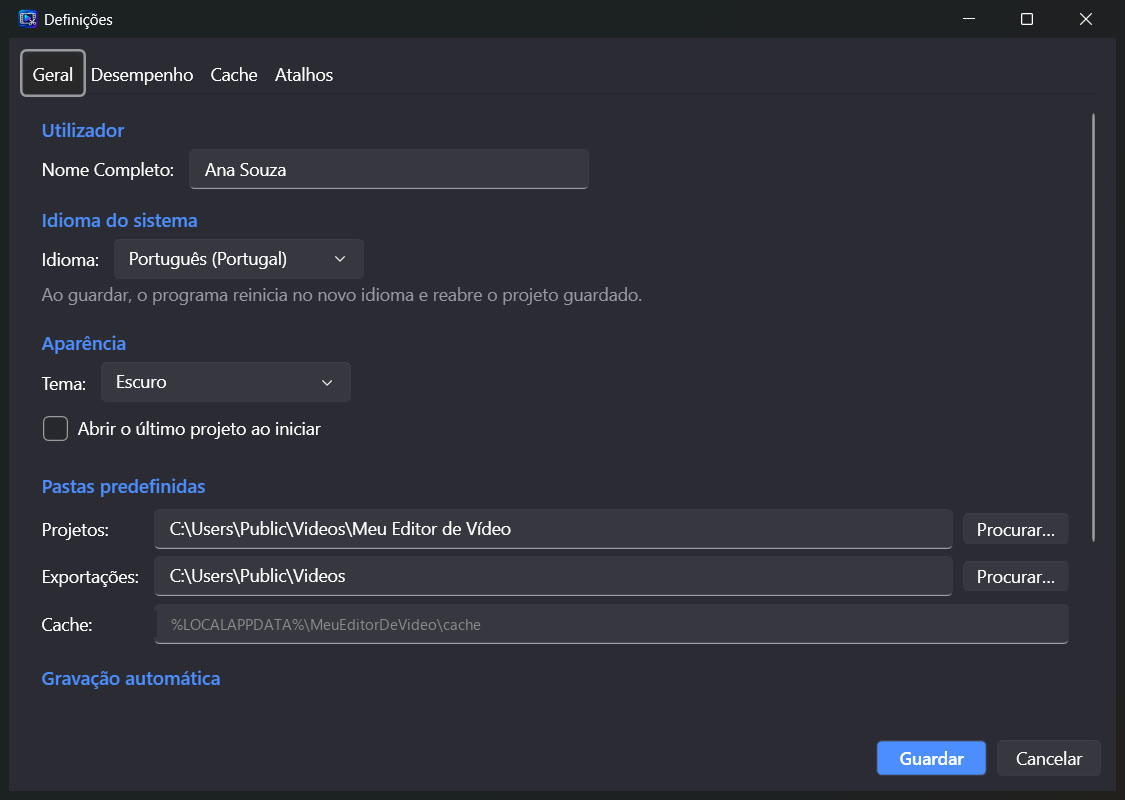 Definições
Geral Desempenho Cache Atalhos
Utilizador
Nome Completo: Ana Souza
Idioma do sistema
Idioma: Português (Portugal)
Ao guardar, o programa reinicia no novo idioma e reabre o projeto guardado.
Aparência
Tema: Escuro
Abrir o último projeto ao iniciar
Pastas predefinidas
Projetos: C:\Users\Public\Videos\Meu Editor de Vídeo Procurar...
Exportações: C:\Users\Public\Videos Procurar...
Cache: %LOCALAPPDATA%\MeuEditorDeVideo\cache
Gravação automática
Guardar Cancelar